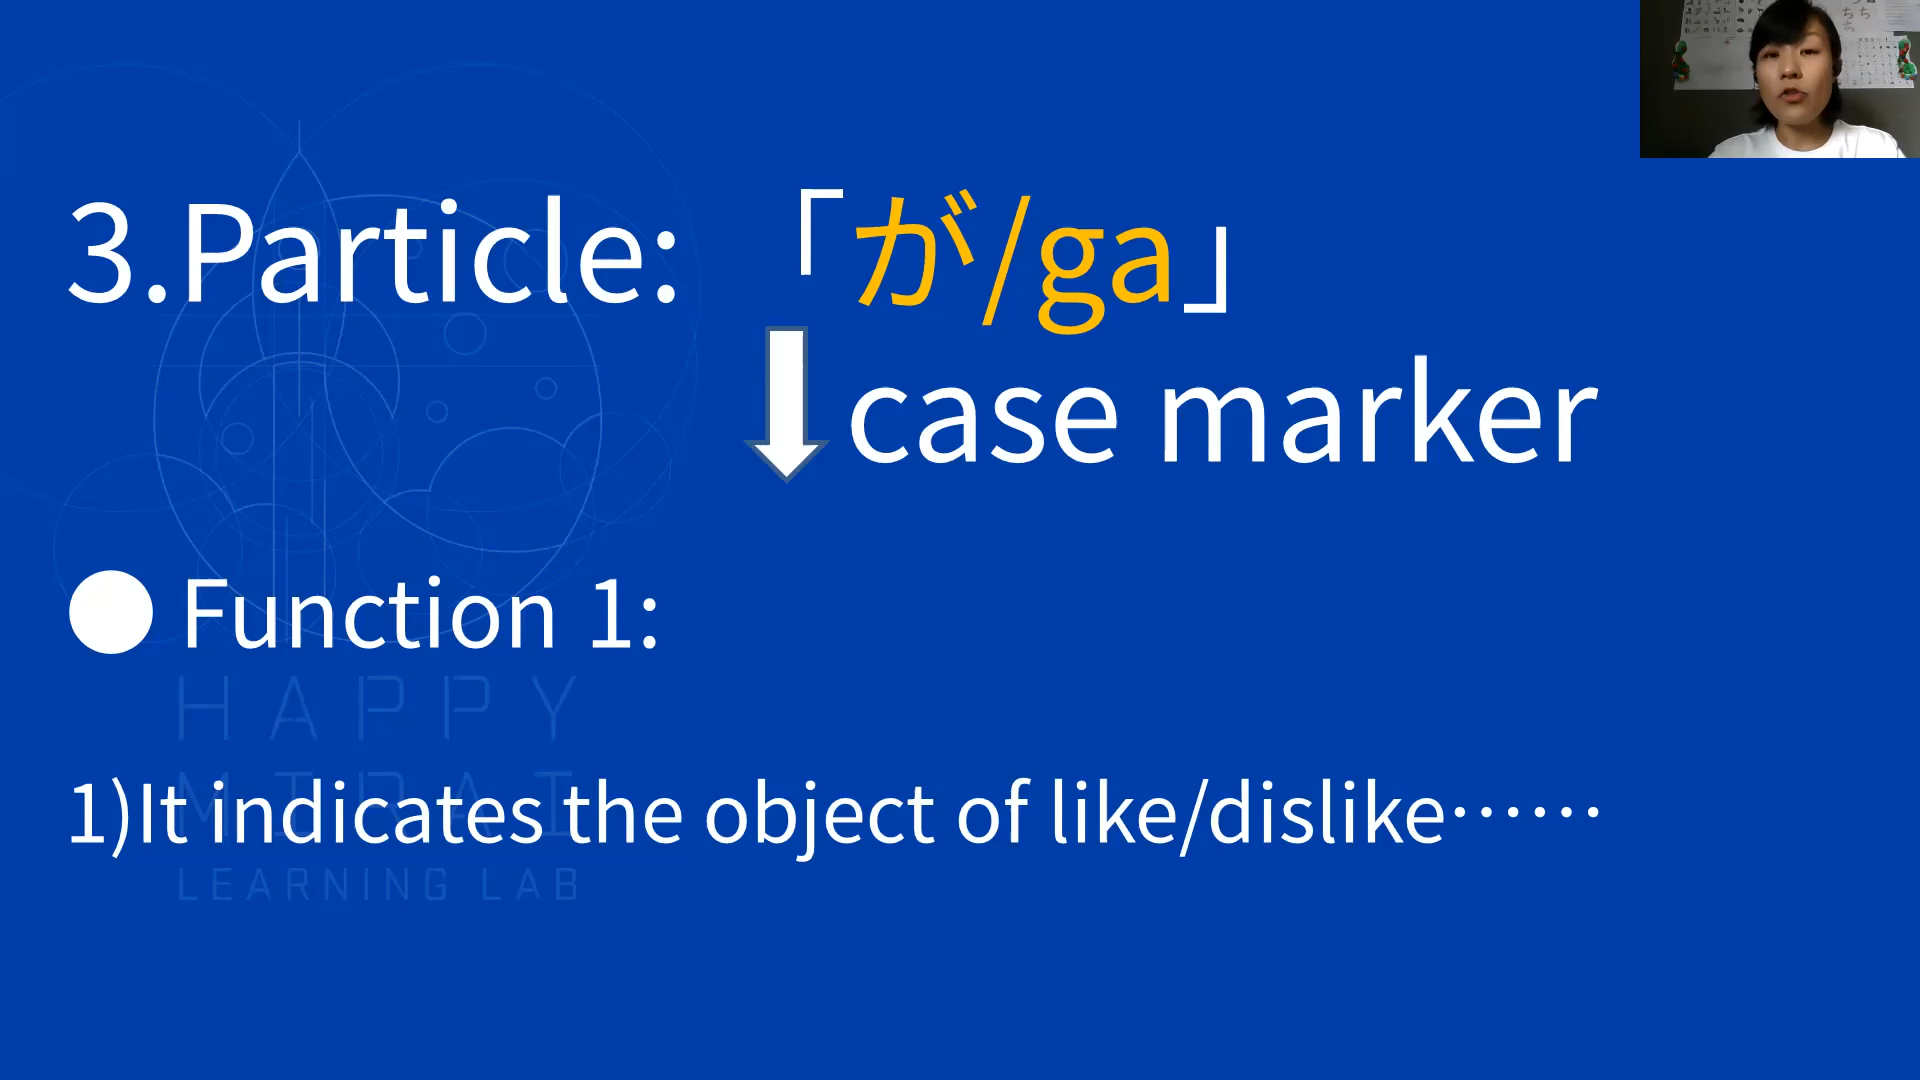 3.Particle: 「が/ga」
case marker
● Function 1:
HAPPY
MIRAI
1)It indicates the object of like/dislike……
LEARNING LAB